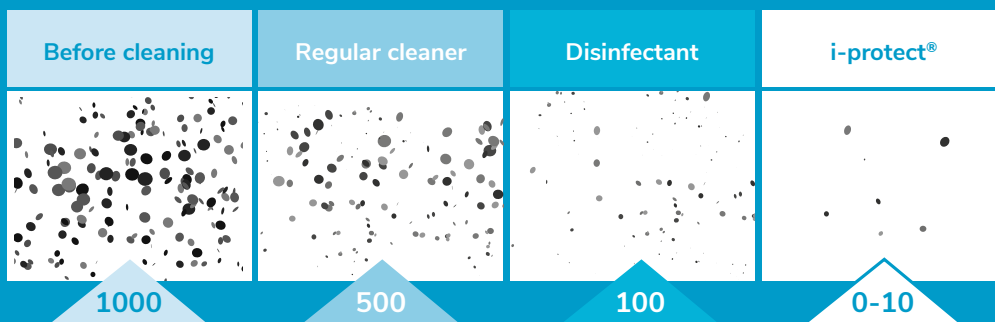 Before cleaning
Regular cleaner
Disinfectant
i-protect®
1000
500
100
0-10